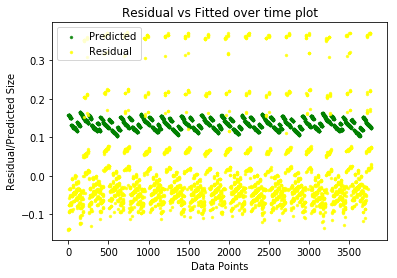 Residual vs Fitted over time plot
Predicted
Residual
Residual/Predicted Size
0.3
0.2
0.1
0.0
−0.1
0 500 1000 1500 2000 2500 3000 3500
Data Points